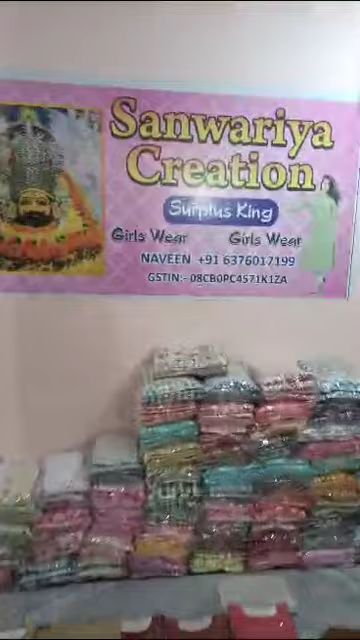 Sanwariya
Creation
Surplus King
Girls Wear Girls Wear
NAVEEN +91 6376017199
GSTIN:- 08CBOPC4571K1ZA